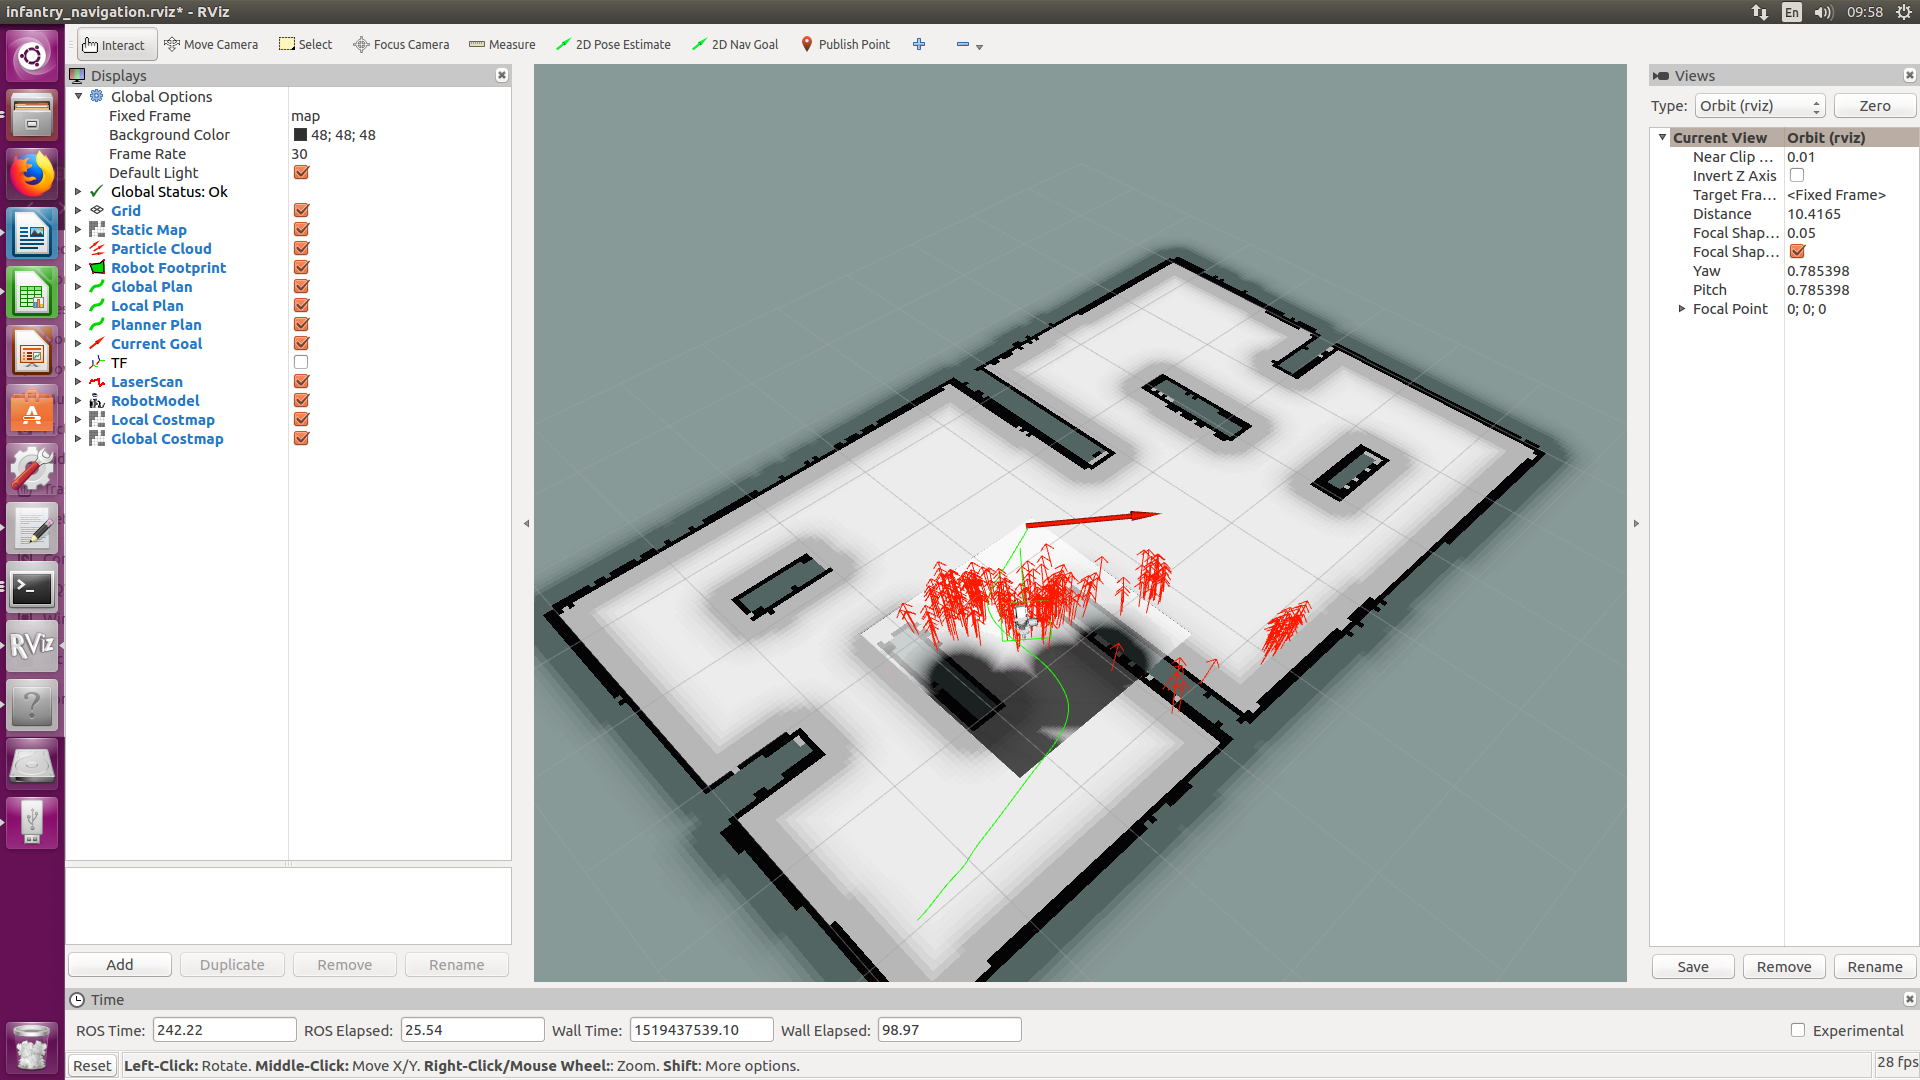 infantry_navigation.rviz* - RViz
En
09:58
Interact
Move Camera
Select
Focus Camera
Measure
2D Pose Estimate
2D Nav Goal
Publish Point
Displays
Global Options
Fixed Frame map
Background Color 48; 48; 48
Frame Rate 30
Default Light
Global Status: Ok
Grid
Static Map
Particle Cloud
Robot Footprint
Global Plan
Local Plan
Planner Plan
Current Goal
TF
LaserScan
RobotModel
Local Costmap
Global Costmap
Add
Duplicate
Remove
Rename
Views
Type: Orbit (rviz) Zero
Current View Orbit (rviz)
Near Clip ... 0.01
Invert Z Axis
Target Fra... <Fixed Frame>
Distance 10.4165
Focal Shap... 0.05
Focal Shap...
Yaw 0.785398
Pitch 0.785398
Focal Point 0; 0; 0
Save
Remove
Rename
RViz
Time
ROS Time: 242.22 ROS Elapsed: 25.54 Wall Time: 1519437539.10 Wall Elapsed: 98.97 Experimental
Reset Left-Click: Rotate. Middle-Click: Move X/Y. Right-Click/Mouse Wheel:: Zoom. Shift: More options. 28 fps